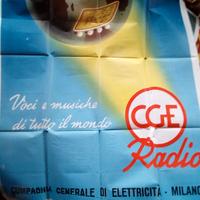 Voci e musiche
di tutto il mondo
CGE
Radio
COMPAGNIA GENERALE DI ELETTRICITÀ - MILANO